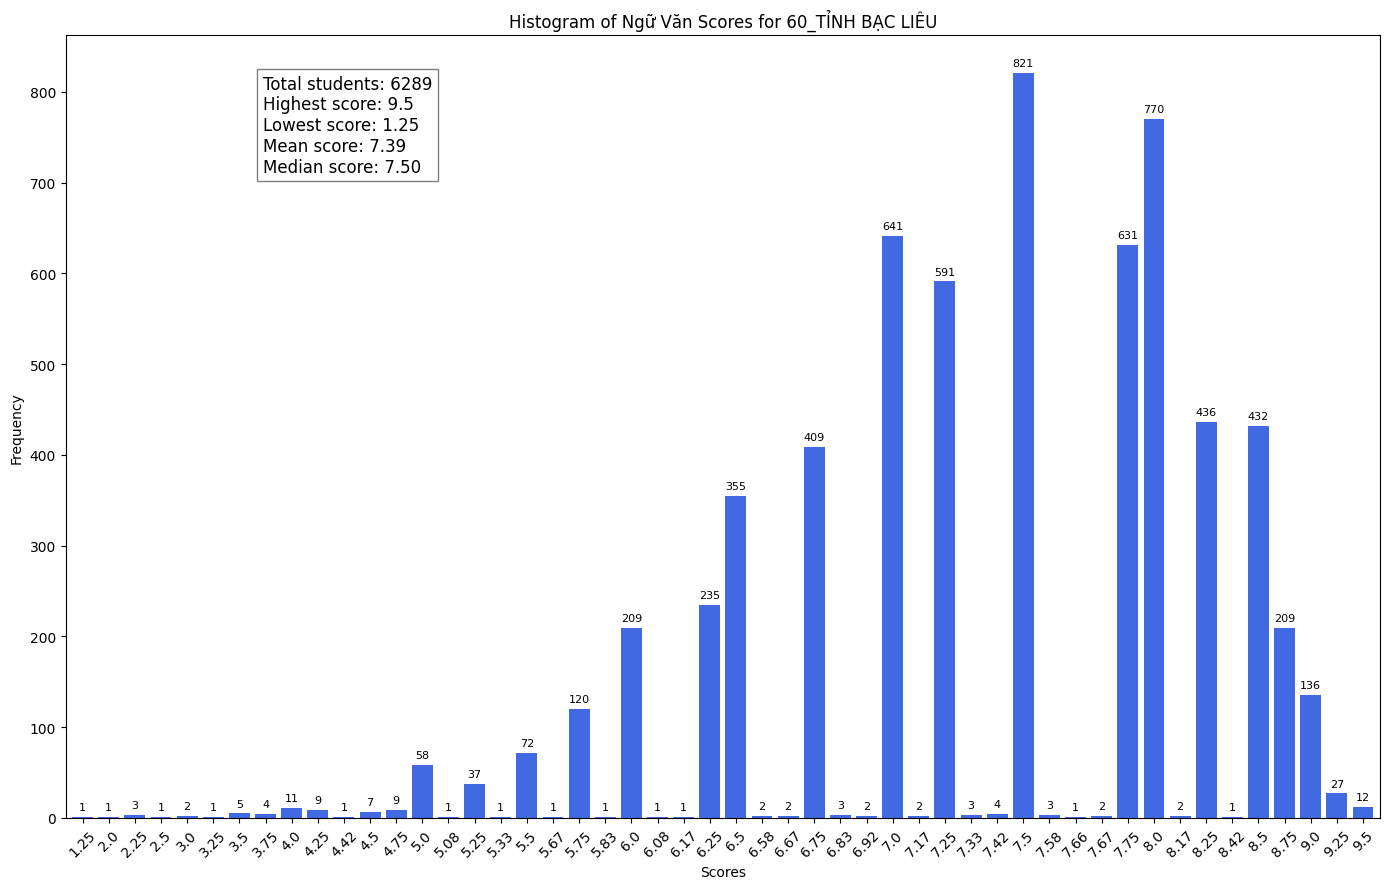 Histogram of Ngữ Văn Scores for 60_TỈNH BẠC LIÊU
Total students: 6289
Highest score: 9.5
Lowest score: 1.25
Mean score: 7.39
Median score: 7.50
Frequency
800
700
600
500
400
300
200
100
0
1 1 3 1 2 1 5 4 11 9 1 7 9 58 1 37 1 72 1 120 1 209 1 1 235 355 2 2 409 3 2 641 2 591 3 4 821 3 1 2 631 770 2 436 1 432 209 136 27 12
1.25 2.0 2.25 2.5 3.0 3.25 3.5 3.75 4.0 4.25 4.42 4.5 4.75 5.0 5.08 5.25 5.33 5.5 5.67 5.75 5.83 6.0 6.08 6.17 6.25 6.5 6.58 6.67 6.75 6.83 6.92 7.0 7.17 7.25 7.33 7.42 7.5 7.58 7.66 7.67 7.75 8.0 8.17 8.25 8.42 8.5 8.75 9.0 9.25 9.5
Scores